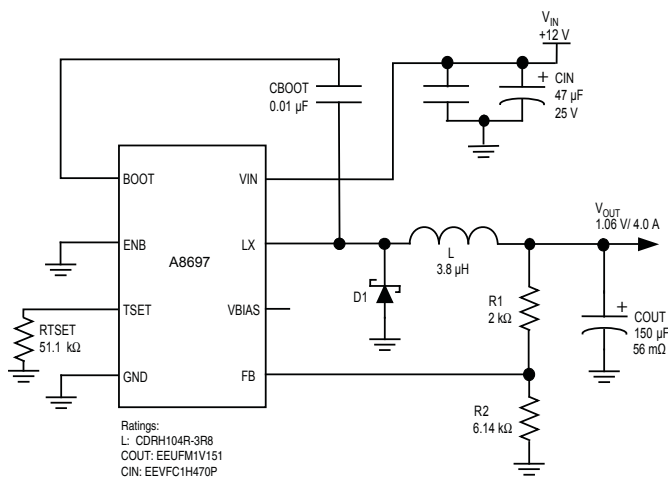 V_IN
+12 V
CBOOT
0.01 µF
+
CIN
47 µF
25 V
BOOT
VIN
ENB
LX
A8697
TSET
VBIAS
GND
FB
RTSET
51.1 kΩ
D1
L
3.8 µH
V_OUT
1.06 V/ 4.0 A
R1
2 kΩ
+
COUT
150 µF
56 mΩ
R2
6.14 kΩ
Ratings:
L: CDRH104R-3R8
COUT: EEUFM1V151
CIN: EEVFC1H470P